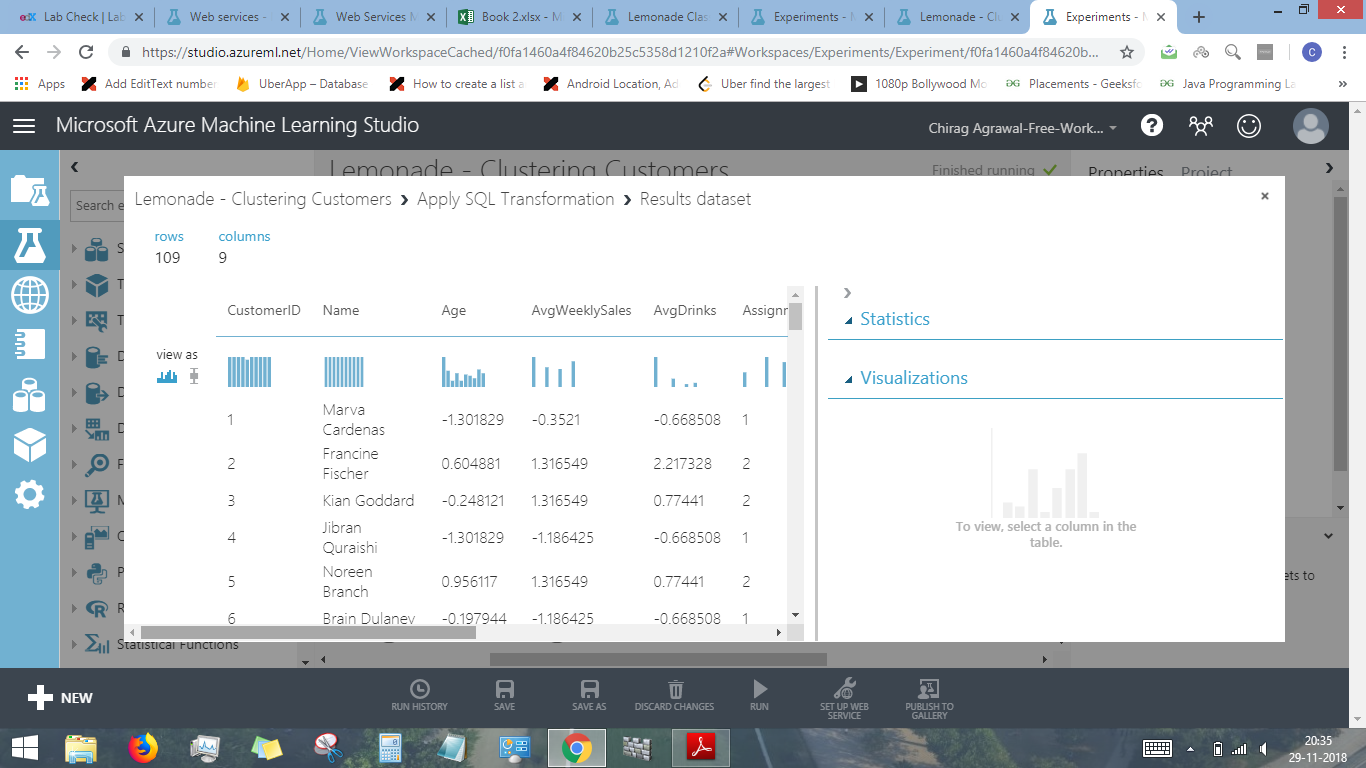 edX Lab Check | Lab
Web services -
Web Services M
Book 2.xlsx - M
Lemonade Clas
Experiments - M
Lemonade - Clu
Experiments - M
https://studio.azureml.net/Home/ViewWorkspaceCached/f0fa1460a4f84620b25c5358d1210f2a#Workspaces/Experiments/Experiment/f0fa1460a4f84620b...
C
Apps
Add EditText number
UberApp – Database
How to create a list a
Android Location, Ad
Uber find the largest
1080p Bollywood Mo
Placements - Geeksfo
Java Programming La
»
Microsoft Azure Machine Learning Studio
Chirag Agrawal-Free-Work...
?
Lemonade - Clustering Customers
Finished running
Properties Project
Search e
Lemonade - Clustering Customers > Apply SQL Transformation > Results dataset
×
rows columns
109 9
CustomerID Name Age AvgWeeklySales AvgDrinks Assignm
view as
1 Marva Cardenas -1.301829 -0.3521 -0.668508 1
2 Francine Fischer 0.604881 1.316549 2.217328 2
3 Kian Goddard -0.248121 1.316549 0.77441 2
4 Jibran Quraishi -1.301829 -1.186425 -0.668508 1
5 Noreen Branch 0.956117 1.316549 0.77441 2
6 Brain Dulaney -0.197944 -1.186425 -0.668508 1
Statistics
Visualizations
To view, select a column in the
table.
S
T
T
D
D
D
F
M
C
P
R
Statistical Functions
ets to
NEW
RUN HISTORY
SAVE
SAVE AS
DISCARD CHANGES
RUN
SET UP WEB
SERVICE
PUBLISH TO
GALLERY
20:35
29-11-2018